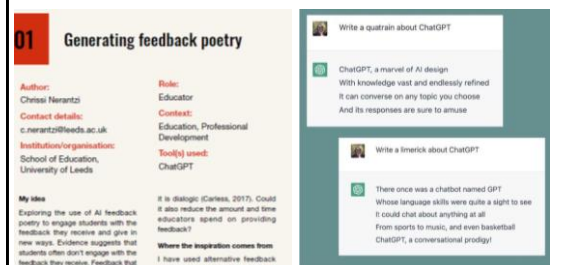 01
Generating feedback poetry
Author:
Chrissi Nerantzi
Contact details:
c.nerantzi@leeds.ac.uk
Institution/organisation:
School of Education,
University of Leeds
Role:
Educator
Context:
Education, Professional
Development
Tool(s) used:
ChatGPT
My idea
Exploring the use of AI feedback
poetry to engage students with the
feedback they receive and give in
new ways. Evidence suggests that
students often don't engage with the
feedback they receive. Feedback that
it is dialogic (Carless, 2017). Could
it also reduce the amount and time
educators spend on providing
feedback?
Where the inspiration comes from
I have used alternative feedback
Write a quatrain about ChatGPT
ChatGPT, a marvel of AI design
With knowledge vast and endlessly refined
It can converse on any topic you choose
And its responses are sure to amuse
Write a limerick about ChatGPT
There once was a chatbot named GPT
Whose language skills were quite a sight to see
It could chat about anything at all
From sports to music, and even basketball
ChatGPT, a conversational prodigy!